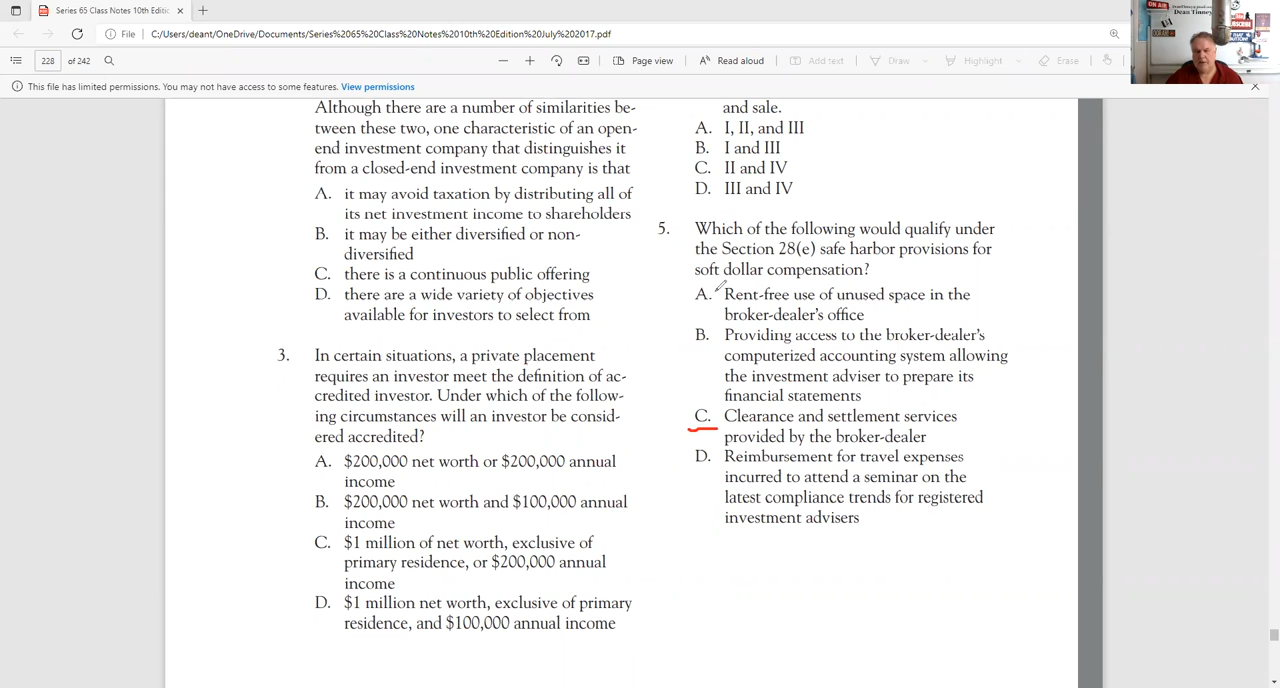 Series 65 Class Notes 10th Editic
File
C:/Users/deant/OneDrive/Documents/Series%2065%20Class%20Notes%2010th%20Edition%20July%202017.pdf
228 of 242
Page view
Read aloud
Add text
Draw
Highlight
Erase
This file has limited permissions. You may not have access to some features. View permissions
ON AIR
Dean Tinney
Although there are a number of similarities be-
tween these two, one characteristic of an open-
end investment company that distinguishes it
from a closed-end investment company is that
A. it may avoid taxation by distributing all of
its net investment income to shareholders
B. it may be either diversified or non-
diversified
C. there is a continuous public offering
D. there are a wide variety of objectives
available for investors to select from
3. In certain situations, a private placement
requires an investor meet the definition of ac-
credited investor. Under which of the follow-
ing circumstances will an investor be consid-
ered accredited?
A. $200,000 net worth or $200,000 annual
income
B. $200,000 net worth and $100,000 annual
income
C. $1 million of net worth, exclusive of
primary residence, or $200,000 annual
income
D. $1 million net worth, exclusive of primary
residence, and $100,000 annual income
and sale.
A. I, II, and III
B. I and III
C. II and IV
D. III and IV
5. Which of the following would qualify under
the Section 28(e) safe harbor provisions for
soft dollar compensation?
A. Rent-free use of unused space in the
broker-dealer's office
B. Providing access to the broker-dealer's
computerized accounting system allowing
the investment adviser to prepare its
financial statements
C. Clearance and settlement services
provided by the broker-dealer
D. Reimbursement for travel expenses
incurred to attend a seminar on the
latest compliance trends for registered
investment advisers